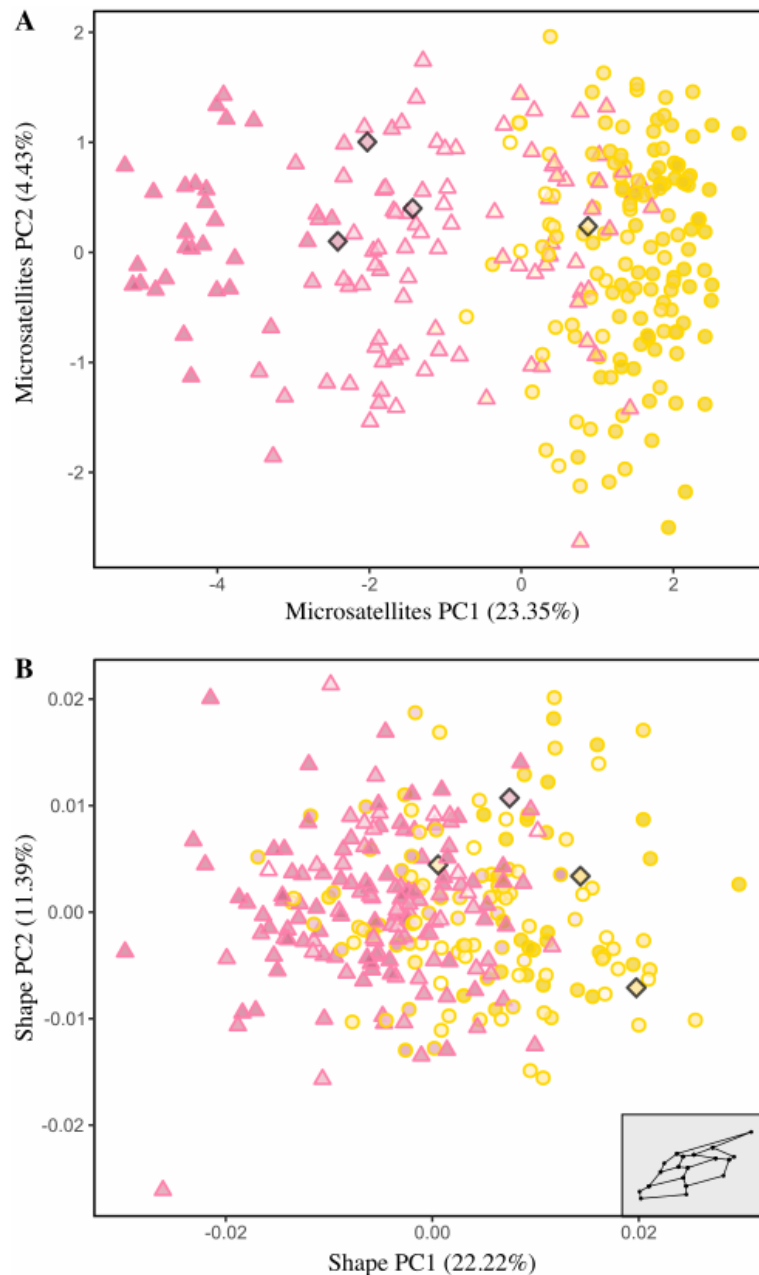 A
2
1
0
-1
-2
Microsatellites PC2 (4.43%)
-4 -2 0 2
Microsatellites PC1 (23.35%)
B
0.02
0.01
0.00
-0.01
-0.02
Shape PC2 (11.39%)
-0.02 0.00 0.02
Shape PC1 (22.22%)